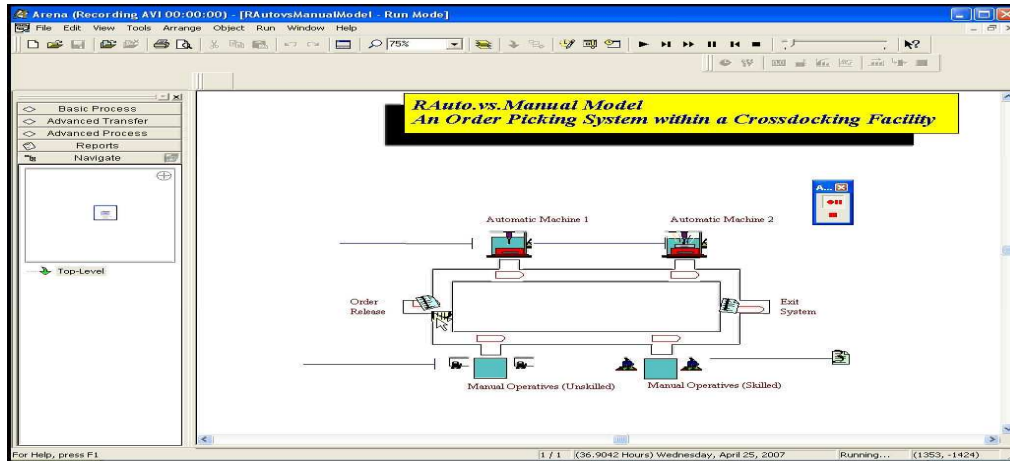 Arena (Recording AVI 00:00:00) - [RAutovsManualModel - Run Mode]
File Edit View Tools Arrange Object Run Window Help
75%
Basic Process
Advanced Transfer
Advanced Process
Reports
Navigate
Top-Level
RAuto.vs.Manual Model
An Order Picking System within a Crossdocking Facility
A...
Automatic Machine 1 Automatic Machine 2
Order
Release
Exit
System
Manual Operatives (Unskilled) Manual Operatives (Skilled)
For Help, press F1 1 / 1 (36.9042 Hours) Wednesday, April 25, 2007 Running... (1353, -1424)